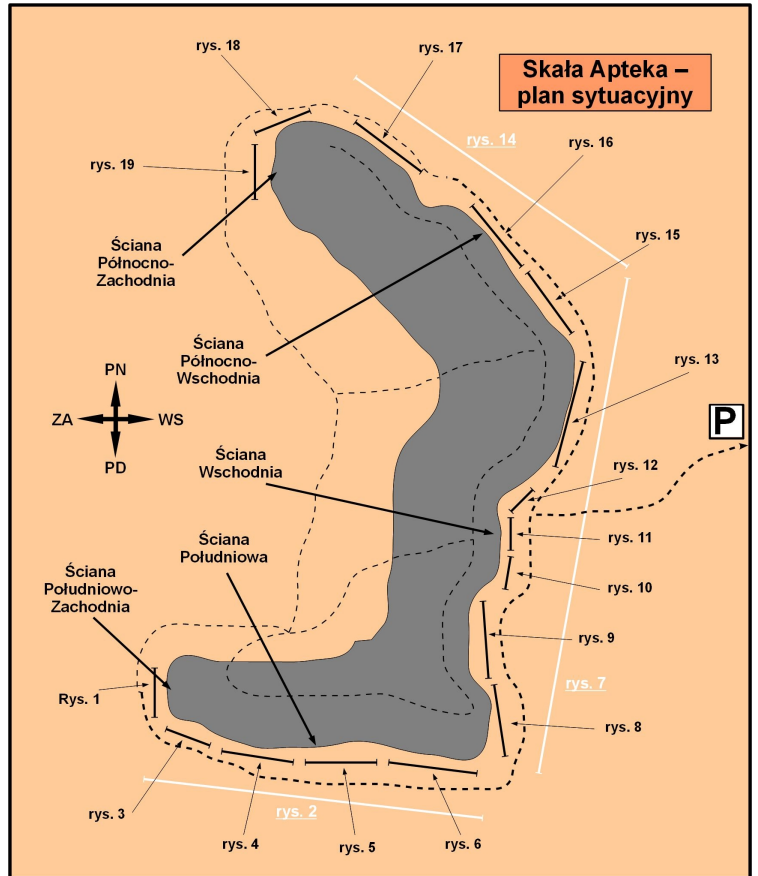 rys. 18
rys. 17
Skała Apteka –
plan sytuacyjny
rys. 14
rys. 16
rys. 19
Ściana
Północno-
Zachodnia
rys. 15
Ściana
Północno-
Wschodnia
rys. 13
PN
ZA
WS
PD
P
Ściana
Wschodnia
rys. 12
rys. 11
Ściana
Południowa
Ściana
Południowo-
Zachodnia
rys. 10
rys. 9
rys. 7
Rys. 1
rys. 8
rys. 3
rys. 2
rys. 4
rys. 5
rys. 6